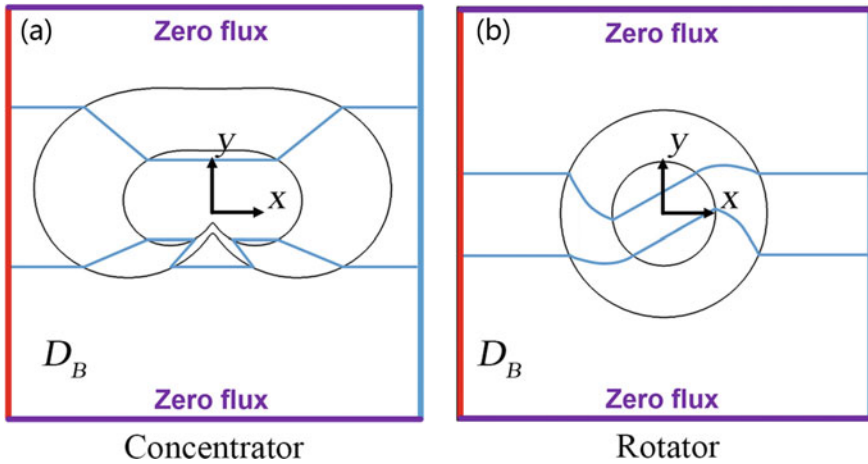 (a) Zero flux
y
x
D_B
Zero flux
Concentrator
(b) Zero flux
y
x
D_B
Zero flux
Rotator